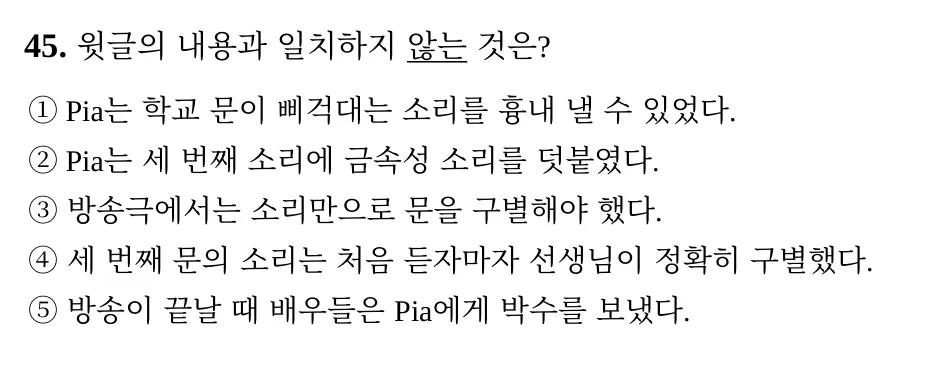 45. 윗글의 내용과 일치하지 않는 것은?
① Pia는 학교 문이 삐걱대는 소리를 흉내 낼 수 있었다.
② Pia는 세 번째 소리에 금속성 소리를 덧붙였다.
③ 방송극에서는 소리만으로 문을 구별해야 했다.
④ 세 번째 문의 소리는 처음 듣자마자 선생님이 정확히 구별했다.
⑤ 방송이 끝날 때 배우들은 Pia에게 박수를 보냈다.